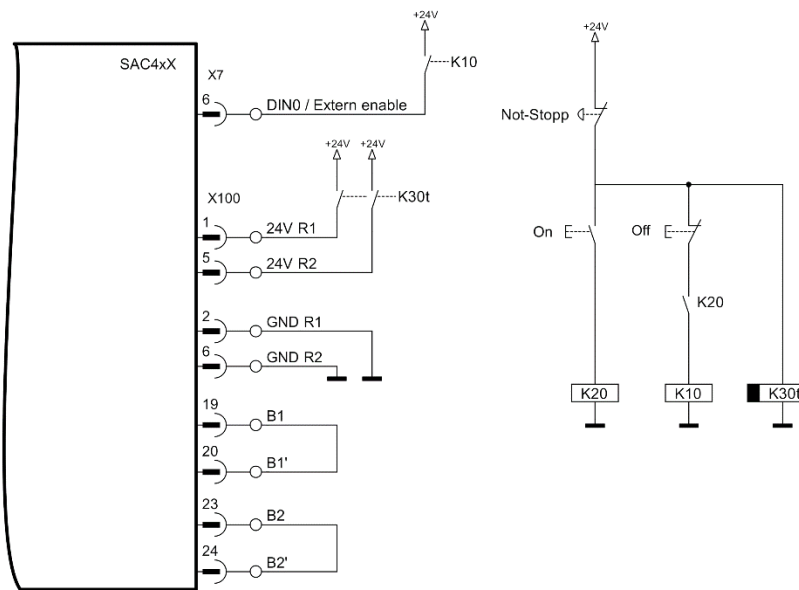 +24V
K10
SAC4xX
X7
6
DIN0 / Extern enable
+24V
+24V
K30t
X100
1
24V R1
5
24V R2
2
GND R1
6
GND R2
19
B1
20
B1'
23
B2
24
B2'
+24V
Not-Stopp
On
Off
K20
K20
K10
K30t